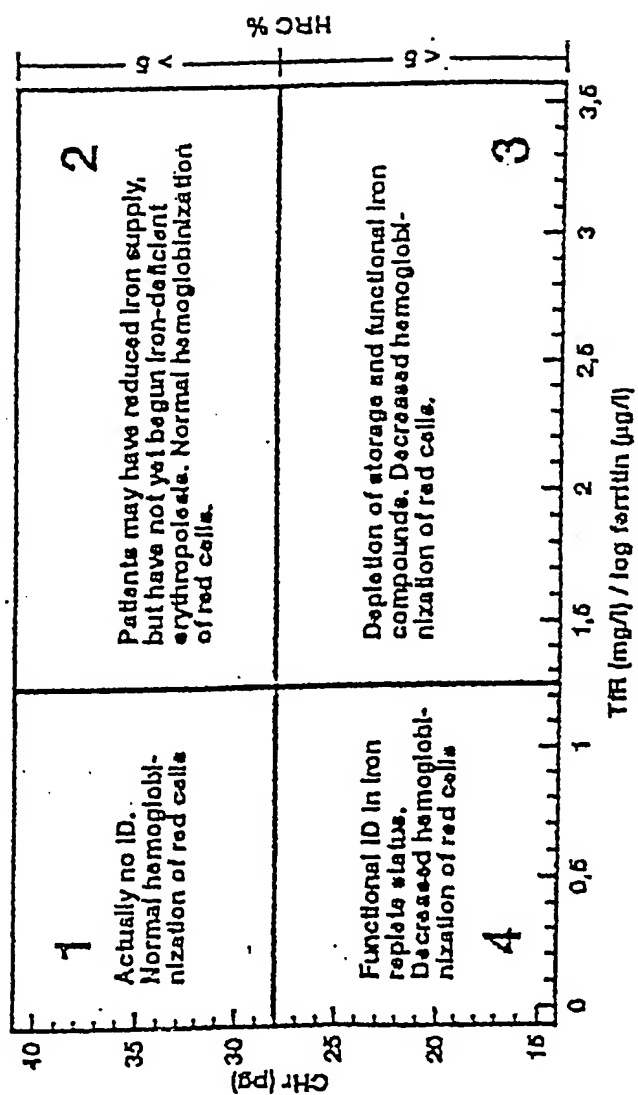 HRC %
< 5
> 5
1
Actually no ID.
Normal hemoglobi-
nization of red cells
2
Patients may have reduced iron supply,
but have not yet begun iron-deficient
erythropoiesis. Normal hemoglobinization
of red cells.
Functional ID in iron
replete status.
Decreased hemoglobi-
nization of red cells
4
Depletion of storage and functional iron
compounds. Decreased hemoglobi-
nization of red cells.
3
CHr (pg)
40
35
30
25
20
15
0
0,5
1
1,5
2
2,5
3
3,5
TfR (mg/l) / log ferritin (µg/l)